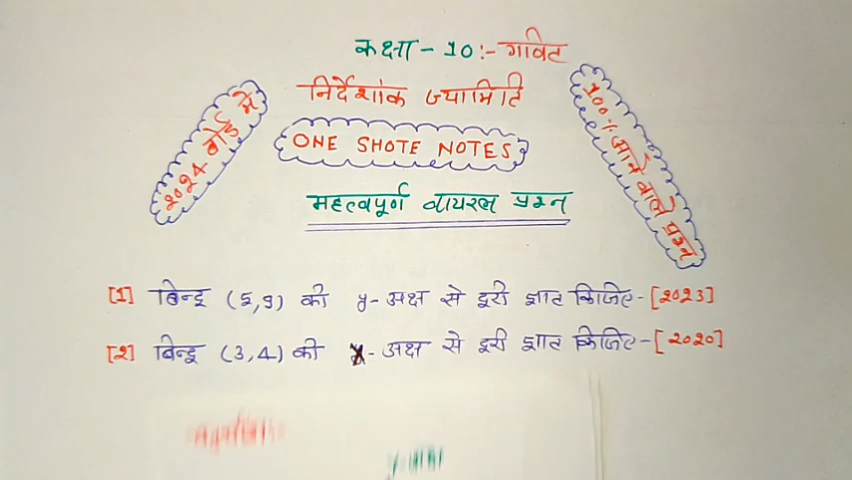 कक्षा - 10 :- गणित
निर्देशांक ज्यामिति
2024 - बोर्ड में
ONE SHOTE NOTES
100% आने वाले प्रश्न
महत्वपूर्ण वायरल प्रश्न
[1] बिन्दू (5,9) की y- अक्ष से दूरी ज्ञात किजिए - [2023]
[2] बिन्दू (3,4) की x- अक्ष से दूरी ज्ञात किजिए - [2020]